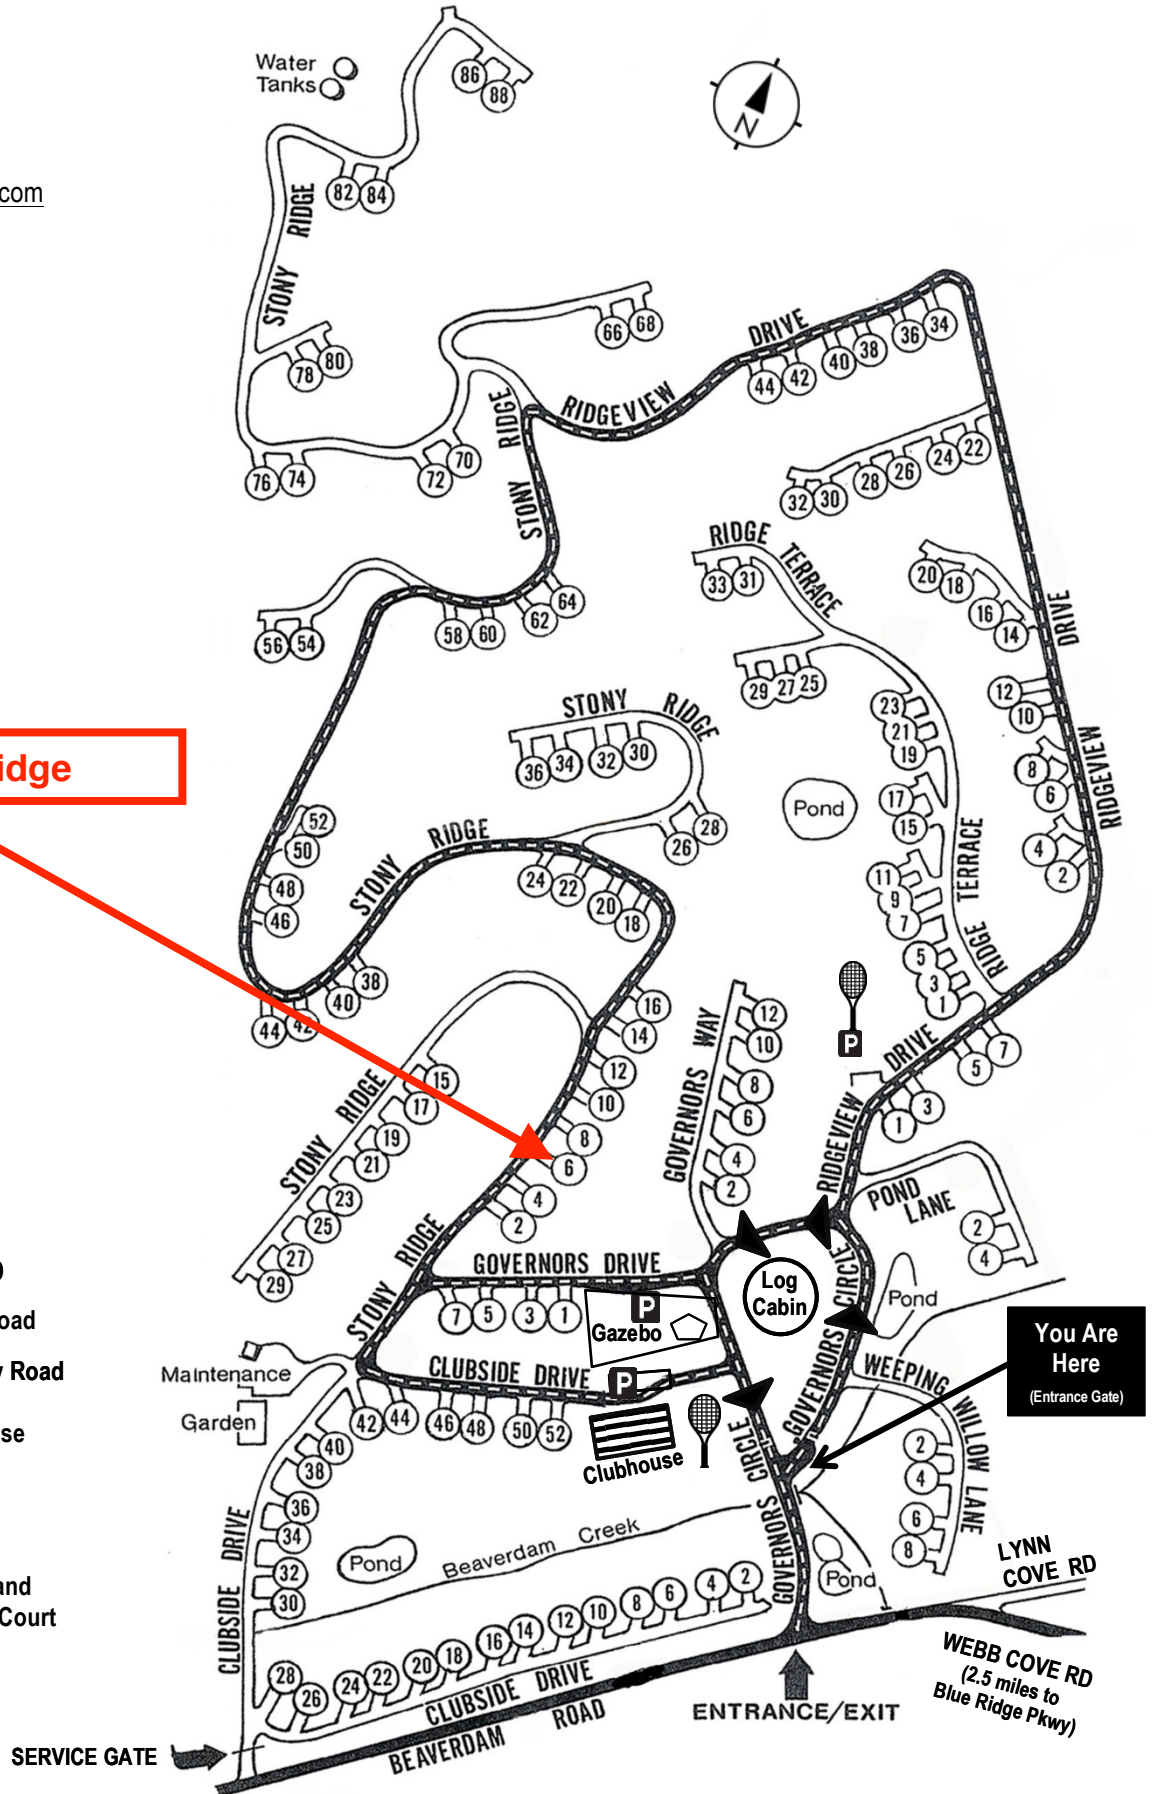 Water
Tanks
86
88
N
82
84
com
STONY RIDGE
78
80
66
68
DRIVE
RIDGEVIEW
44
42
40
38
36
34
76
74
72
70
RIDGE
STONY
32
30
28
26
24
22
RIDGE TERRACE
33
31
20
18
16
14
DRIVE
56
54
58
60
62
64
29
27
25
12
10
STONY RIDGE
36
34
32
30
23
21
19
RIDGEVIEW
8
6
idge
Pond
17
15
52
50
28
26
4
2
STONY RIDGE
24
22
20
18
48
46
11
9
7
TERRACE
RIDGE
5
3
1
44
42
40
38
16
14
12
10
8
6
4
2
GOVERNORS WAY
12
10
8
6
4
2
P
DRIVE
RIDGEVIEW
7
5
3
1
STONY RIDGE
15
17
19
21
23
25
27
29
POND
LANE
2
4
STONY RIDGE
GOVERNORS DRIVE
7
5
3
1
P
Gazebo
Log
Cabin
GOVERNORS CIRCLE
Pond
oad
Road
se
and
Court
You Are
Here
(Entrance Gate)
Maintenance
Garden
CLUBSIDE DRIVE
P
42
44
46
48
50
52
Clubhouse
WEEPING WILLOW LANE
2
4
6
8
GOVERNORS CIRCLE
40
38
36
34
32
30
CLUBSIDE DRIVE
Pond
Beaverdam Creek
Pond
LYNN
COVE RD
28
26
24
22
20
18
16
14
12
10
8
6
4
2
CLUBSIDE DRIVE
BEAVERDAM ROAD
WEBB COVE RD
(2.5 miles to
Blue Ridge Pkwy)
ENTRANCE/EXIT
SERVICE GATE